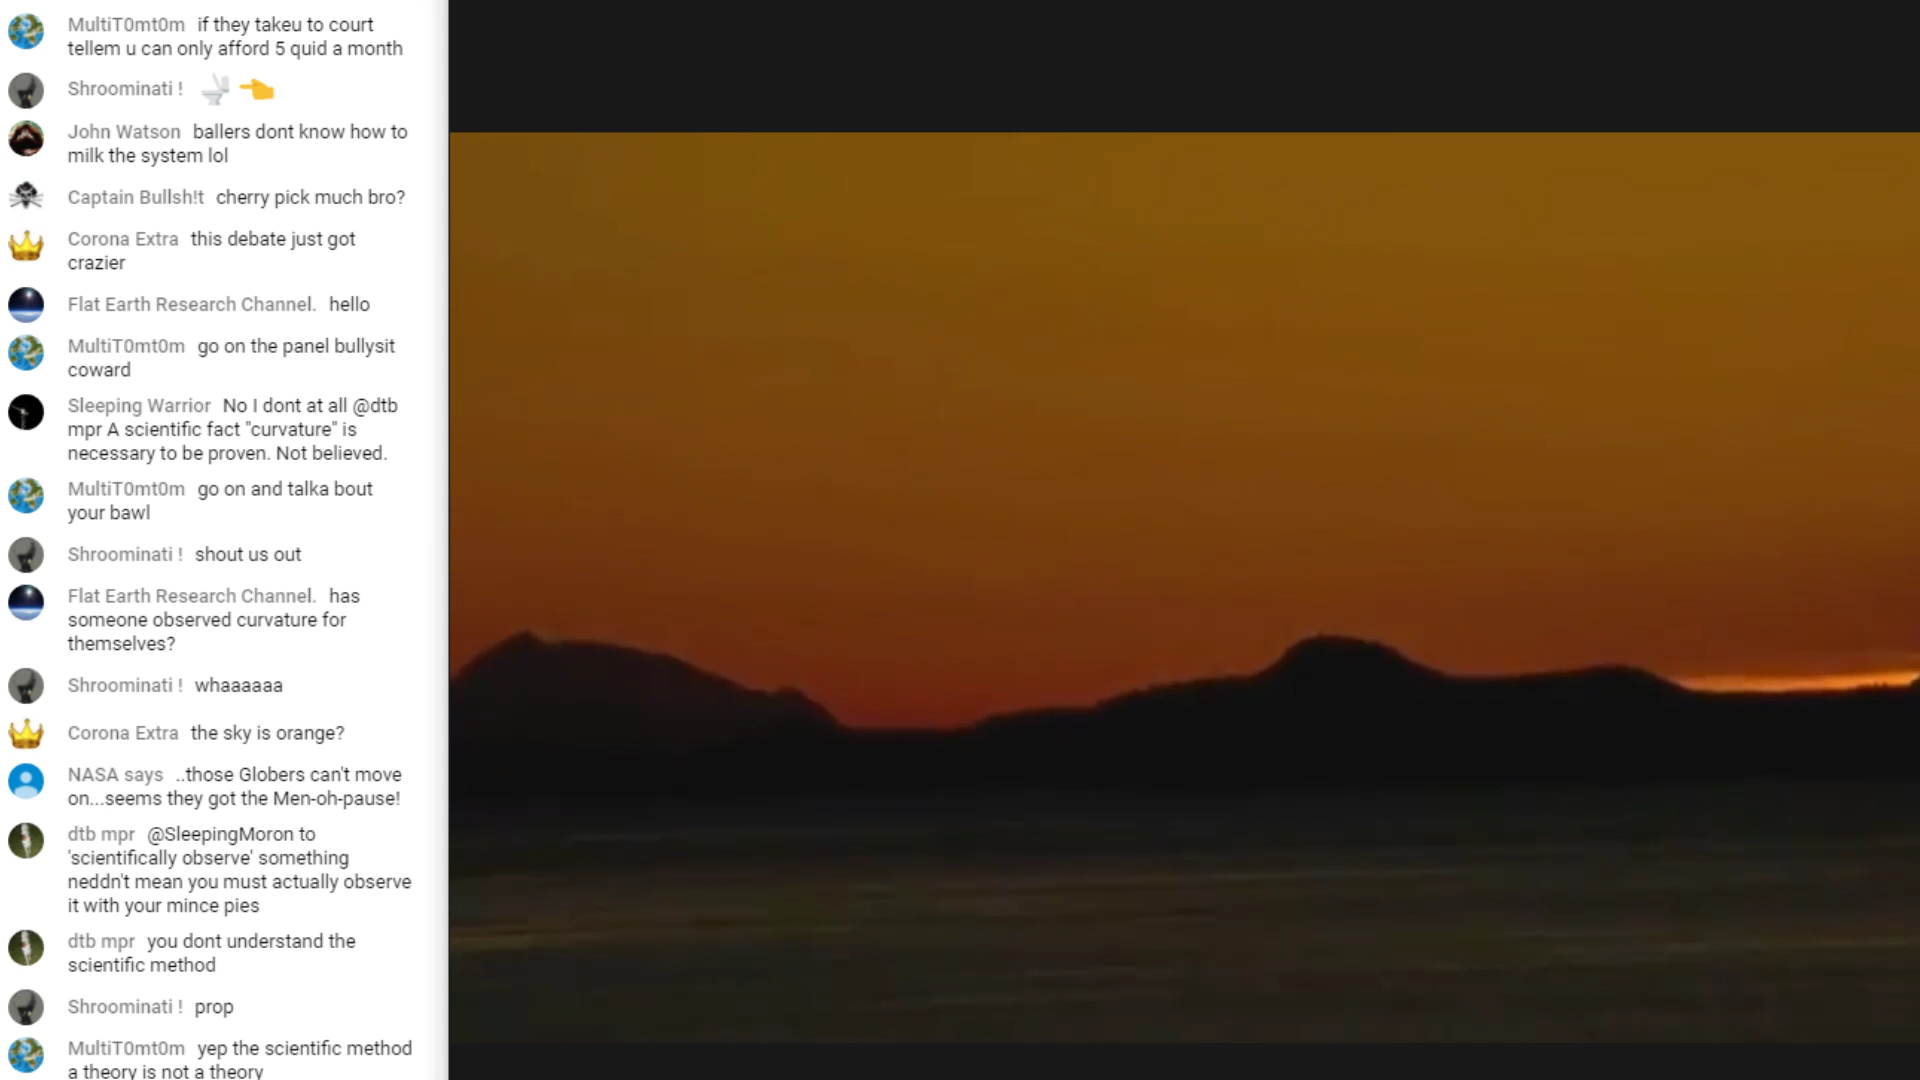 MultiT0mt0m if they takeu to court
tellem u can only afford 5 quid a month
Shroominati !
John Watson ballers dont know how to
milk the system lol
Captain Bullsh!t cherry pick much bro?
Corona Extra this debate just got
crazier
Flat Earth Research Channel. hello
MultiT0mt0m go on the panel bullysit
coward
Sleeping Warrior No I dont at all @dtb
mpr A scientific fact "curvature" is
necessary to be proven. Not believed.
MultiT0mt0m go on and talka bout
your bawl
Shroominati ! shout us out
Flat Earth Research Channel. has
someone observed curvature for
themselves?
Shroominati ! whaaaaaa
Corona Extra the sky is orange?
NASA says ..those Globers can't move
on...seems they got the Men-oh-pause!
dtb mpr @SleepingMoron to
'scientifically observe' something
neddn't mean you must actually observe
it with your mince pies
dtb mpr you dont understand the
scientific method
Shroominati ! prop
MultiT0mt0m yep the scientific method
a theory is not a theory